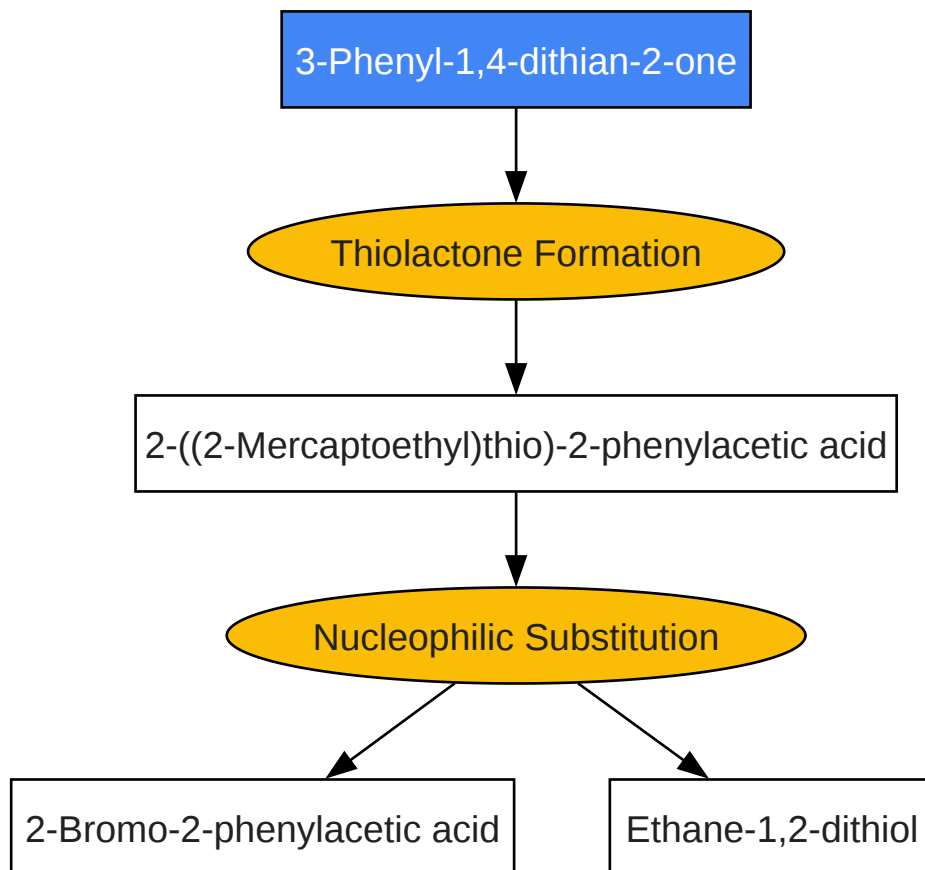 3-Phenyl-1,4-dithian-2-one
Thiolactone Formation
2-((2-Mercaptoethyl)thio)-2-phenylacetic acid
Nucleophilic Substitution
2-Bromo-2-phenylacetic acid
Ethane-1,2-dithiol